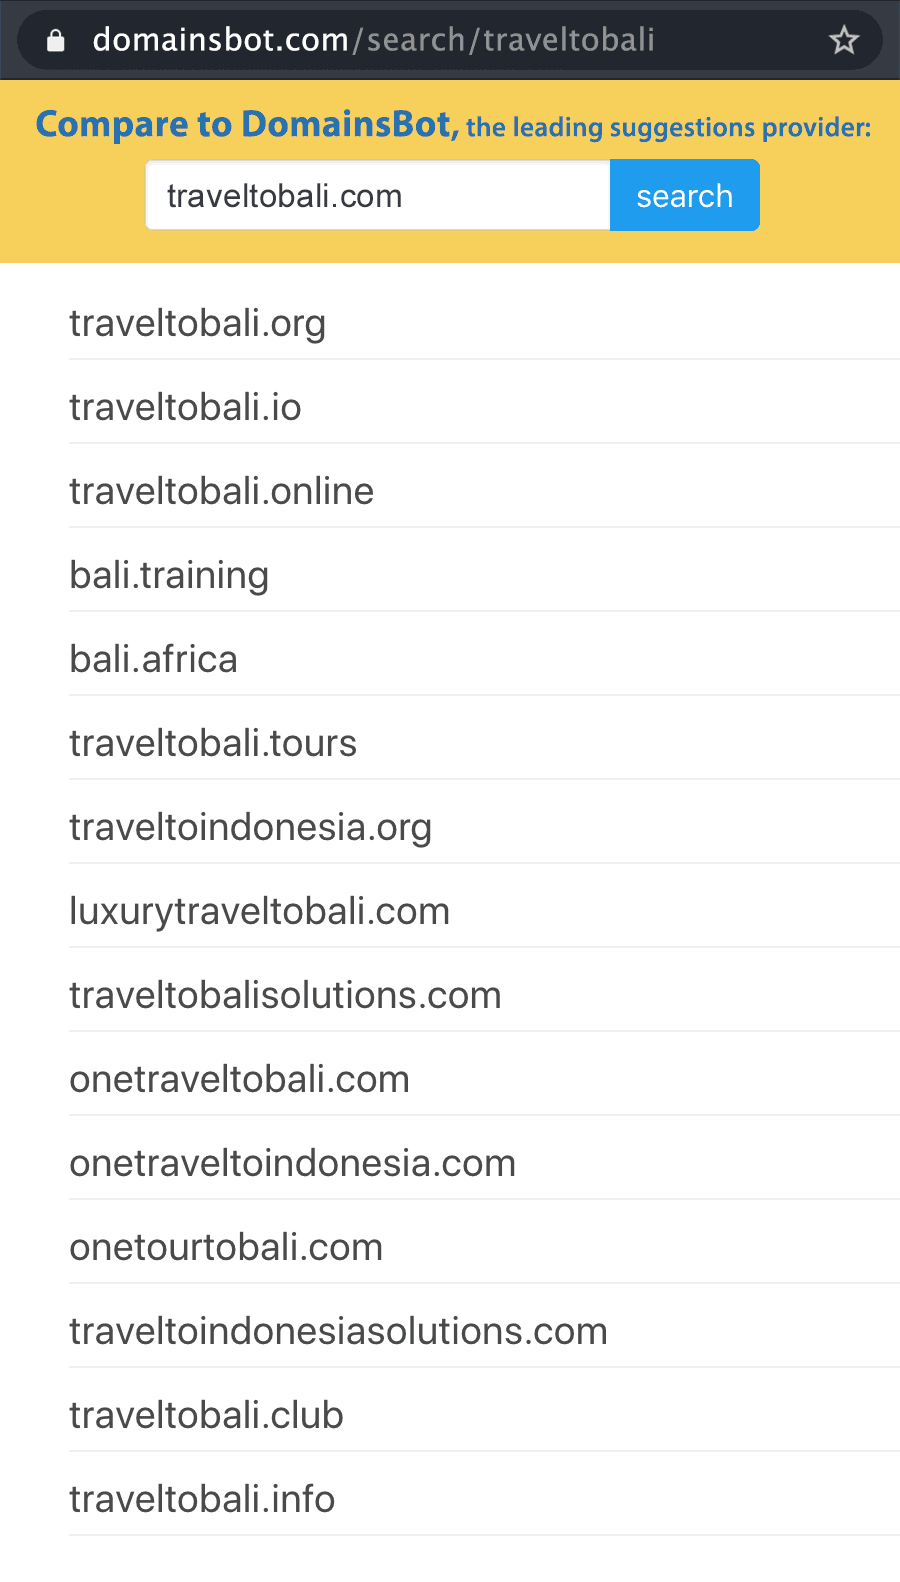 domainsbot.com/search/traveltobali
Compare to DomainsBot, the leading suggestions provider:
traveltobali.com search
traveltobali.org
traveltobali.io
traveltobali.online
bali.training
bali.africa
traveltobali.tours
traveltoindonesia.org
luxurytraveltobali.com
traveltobalisolutions.com
onetraveltobali.com
onetraveltoindonesia.com
onetourtobali.com
traveltoindonesiasolutions.com
traveltobali.club
traveltobali.info